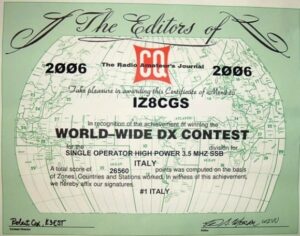 The Editors of
2006 CQ 2006
The Radio Amateur's Journal
Take pleasure in awarding this Certificate of Merit to
IZ8CGS
In recognition of the achievement of winning the
WORLD-WIDE DX CONTEST
for the division for
SINGLE OPERATOR HIGH POWER 3.5 MHZ SSB
ITALY
A total score of 26560 points was computed on the basis
of Zones, Countries and Stations worked. In witness of this achievement,
we hereby affix our signatures.
#1 ITALY